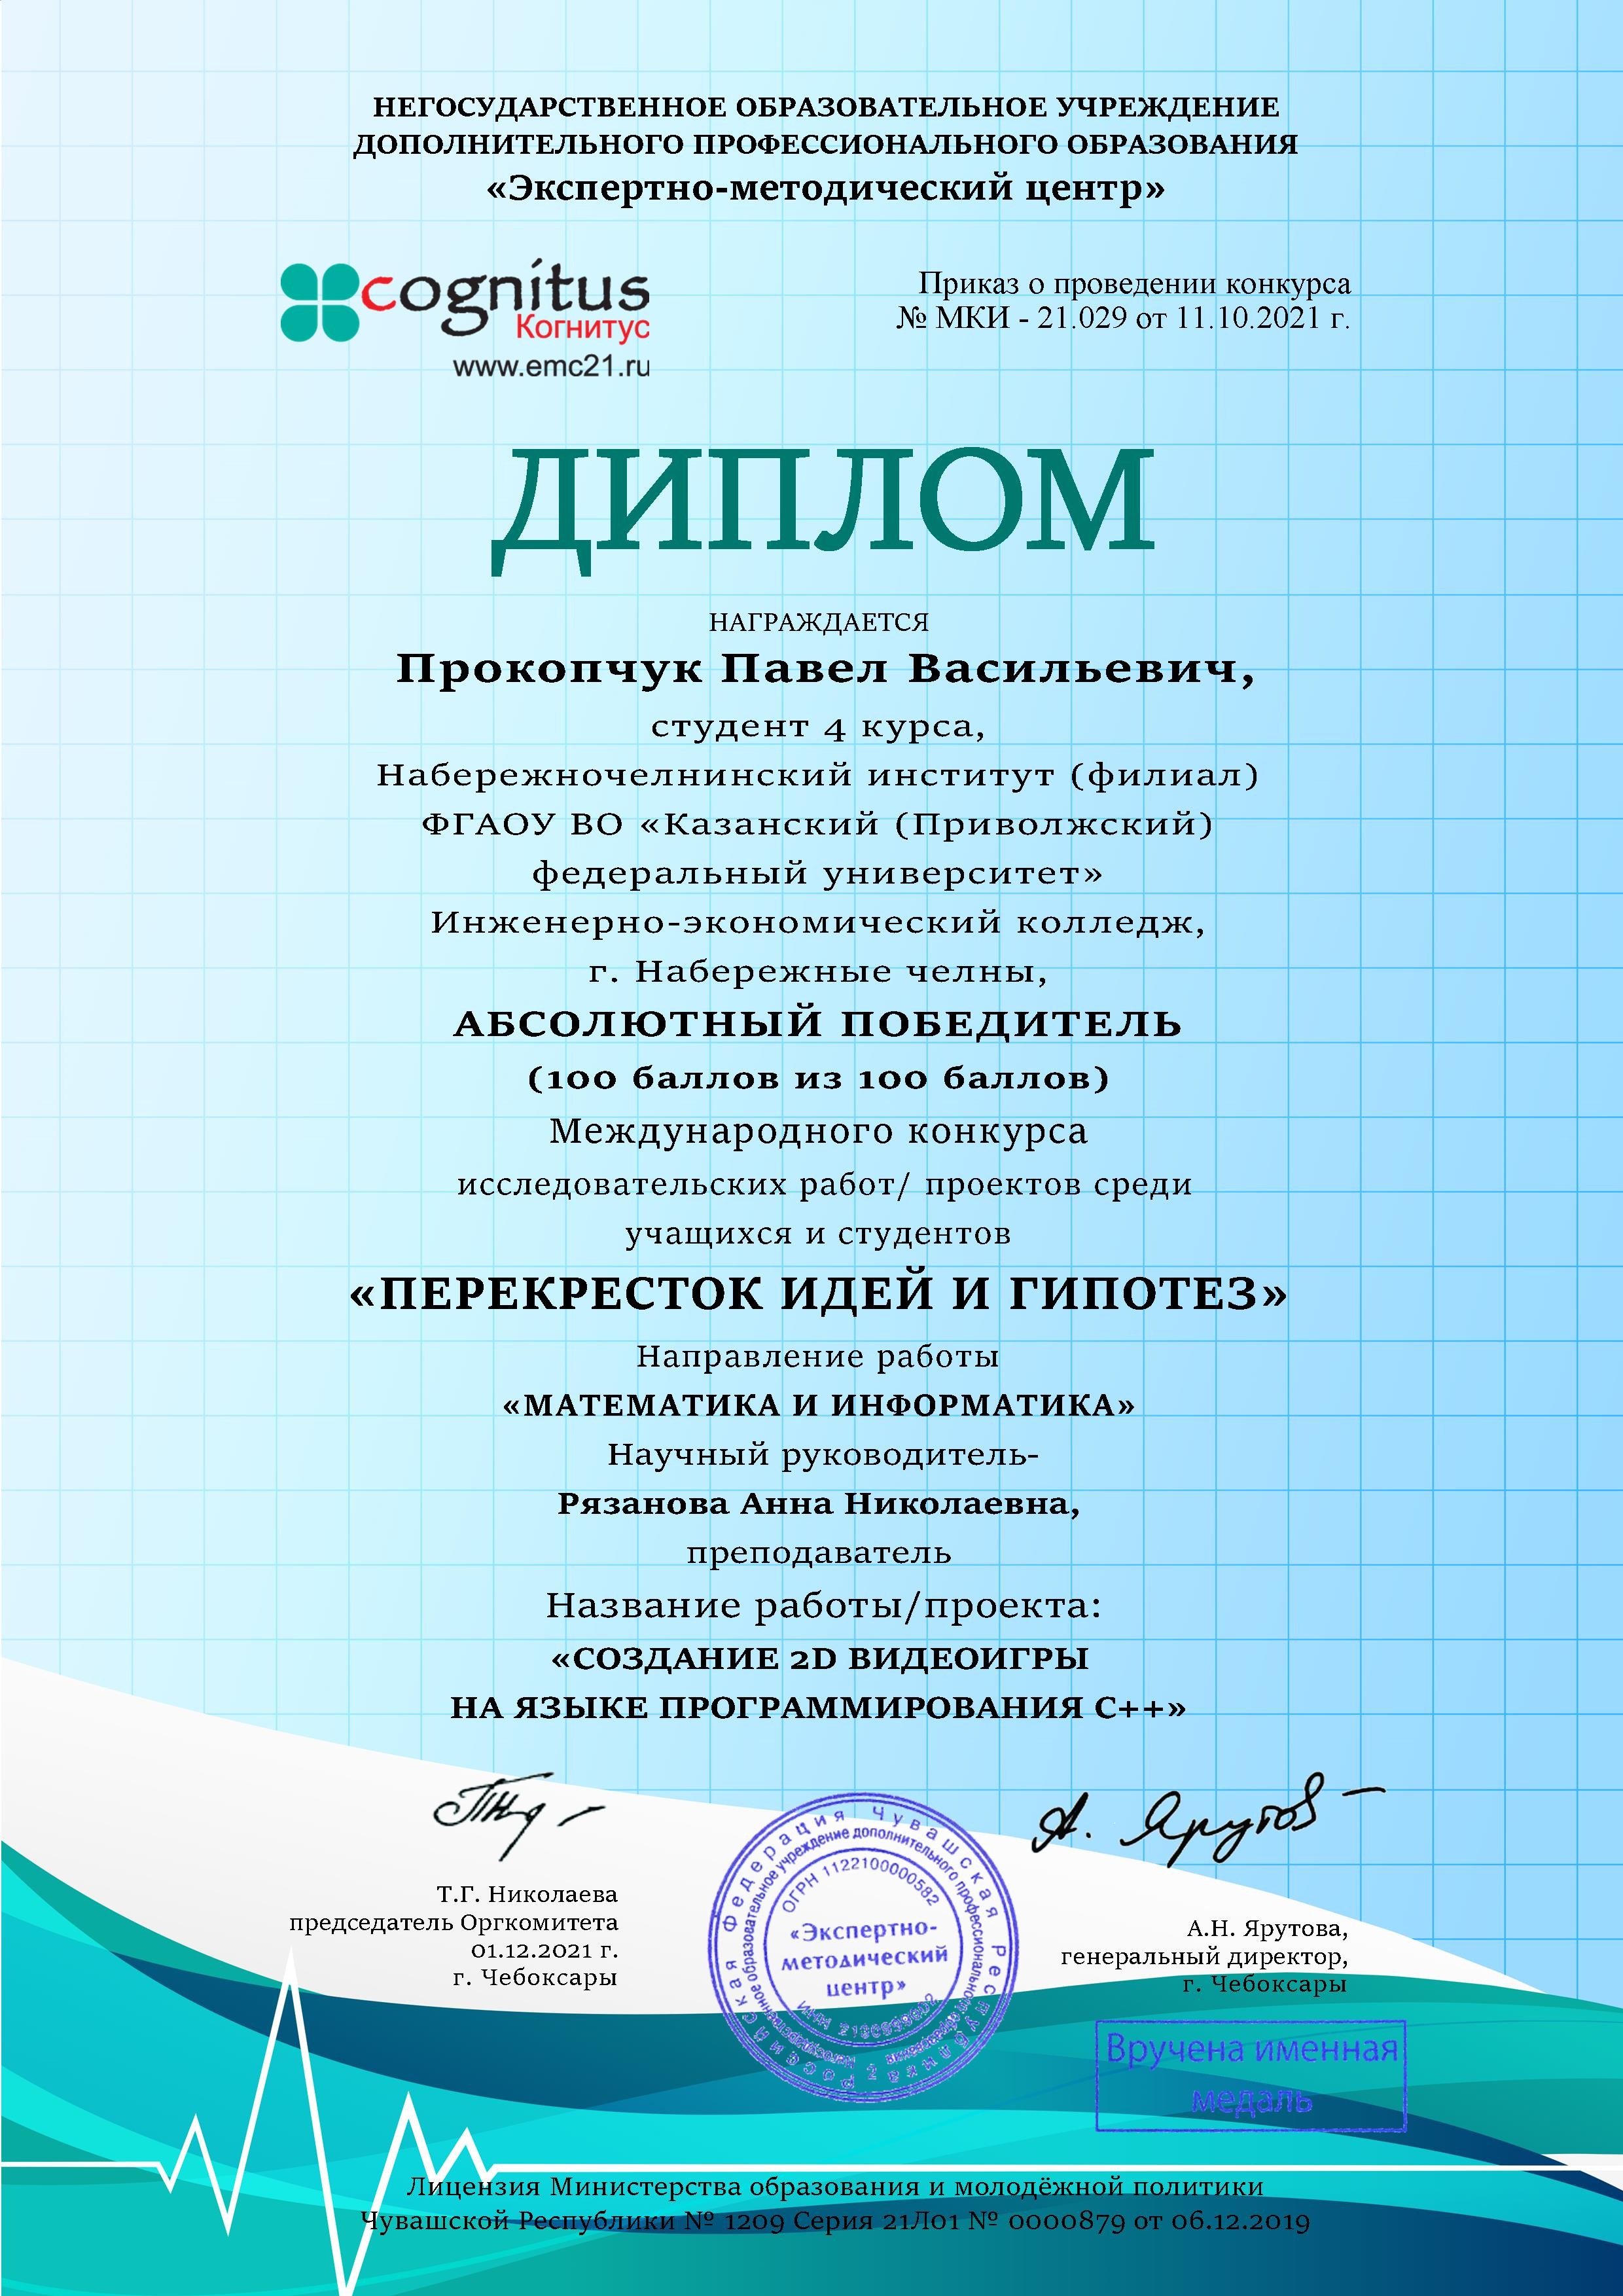 НЕГОСУДАРСТВЕННОЕ ОБРАЗОВАТЕЛЬНОЕ УЧРЕЖДЕНИЕ
ДОПОЛНИТЕЛЬНОГО ПРОФЕССИОНАЛЬНОГО ОБРАЗОВАНИЯ
«Экспертно-методический центр»
cognitus
Когнитус
www.emc21.ru
Приказ о проведении конкурса
№ МКИ - 21.029 от 11.10.2021 г.
ДИПЛОМ
НАГРАЖДАЕТСЯ
Прокопчук Павел Васильевич,
студент 4 курса,
Набережночелнинский институт (филиал)
ФГАОУ ВО «Казанский (Приволжский)
федеральный университет»
Инженерно-экономический колледж,
г. Набережные челны,
АБСОЛЮТНЫЙ ПОБЕДИТЕЛЬ
(100 баллов из 100 баллов)
Международного конкурса
исследовательских работ/ проектов среди
учащихся и студентов
«ПЕРЕКРЕСТОК ИДЕЙ И ГИПОТЕЗ»
Направление работы
«МАТЕМАТИКА И ИНФОРМАТИКА»
Научный руководитель-
Рязанова Анна Николаевна,
преподаватель
Название работы/проекта:
«СОЗДАНИЕ 2D ВИДЕОИГРЫ
НА ЯЗЫКЕ ПРОГРАММИРОВАНИЯ С++»
Т.Г. Николаева
председатель Оргкомитета
01.12.2021 г.
г. Чебоксары
Российская Федерация Чувашская Республика
Негосударственное образовательное учреждение дополнительного профессионального образования
ОГРН 1122100000582
«Экспертно-
методический
центр»
ИНН
А. Ярутов
А.Н. Ярутова,
генеральный директор,
г. Чебоксары
Вручена именная
медаль
Лицензия Министерства образования и молодёжной политики
Чувашской Республики № 1209 Серия 21Л01 № 0000879 от 06.12.2019